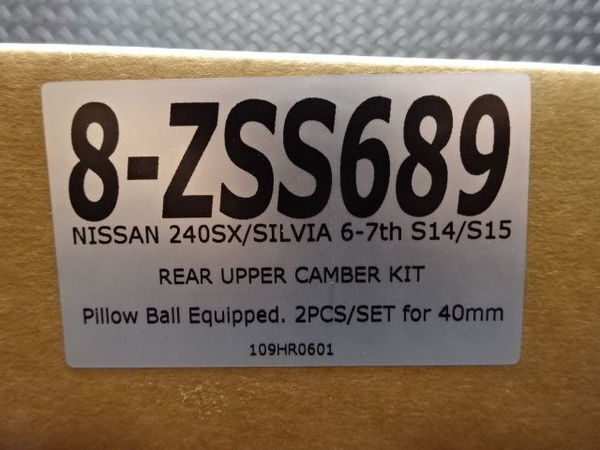 8-ZSS689
NISSAN 240SX/SILVIA 6-7th S14/S15
REAR UPPER CAMBER KIT
Pillow Ball Equipped. 2PCS/SET for 40mm
109HR0601